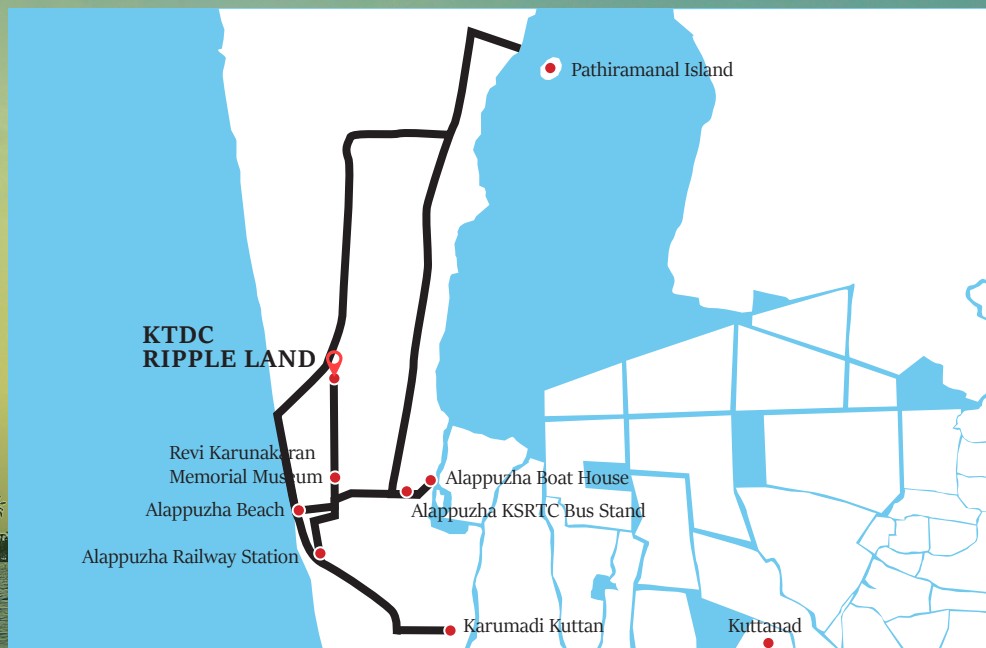 Pathiramanal Island
KTDC
RIPPLE LAND
Revi Karunakaran
Memorial Museum
Alappuzha Boat House
Alappuzha Beach
Alappuzha KSRTC Bus Stand
Alappuzha Railway Station
Karumadi Kuttan
Kuttanad